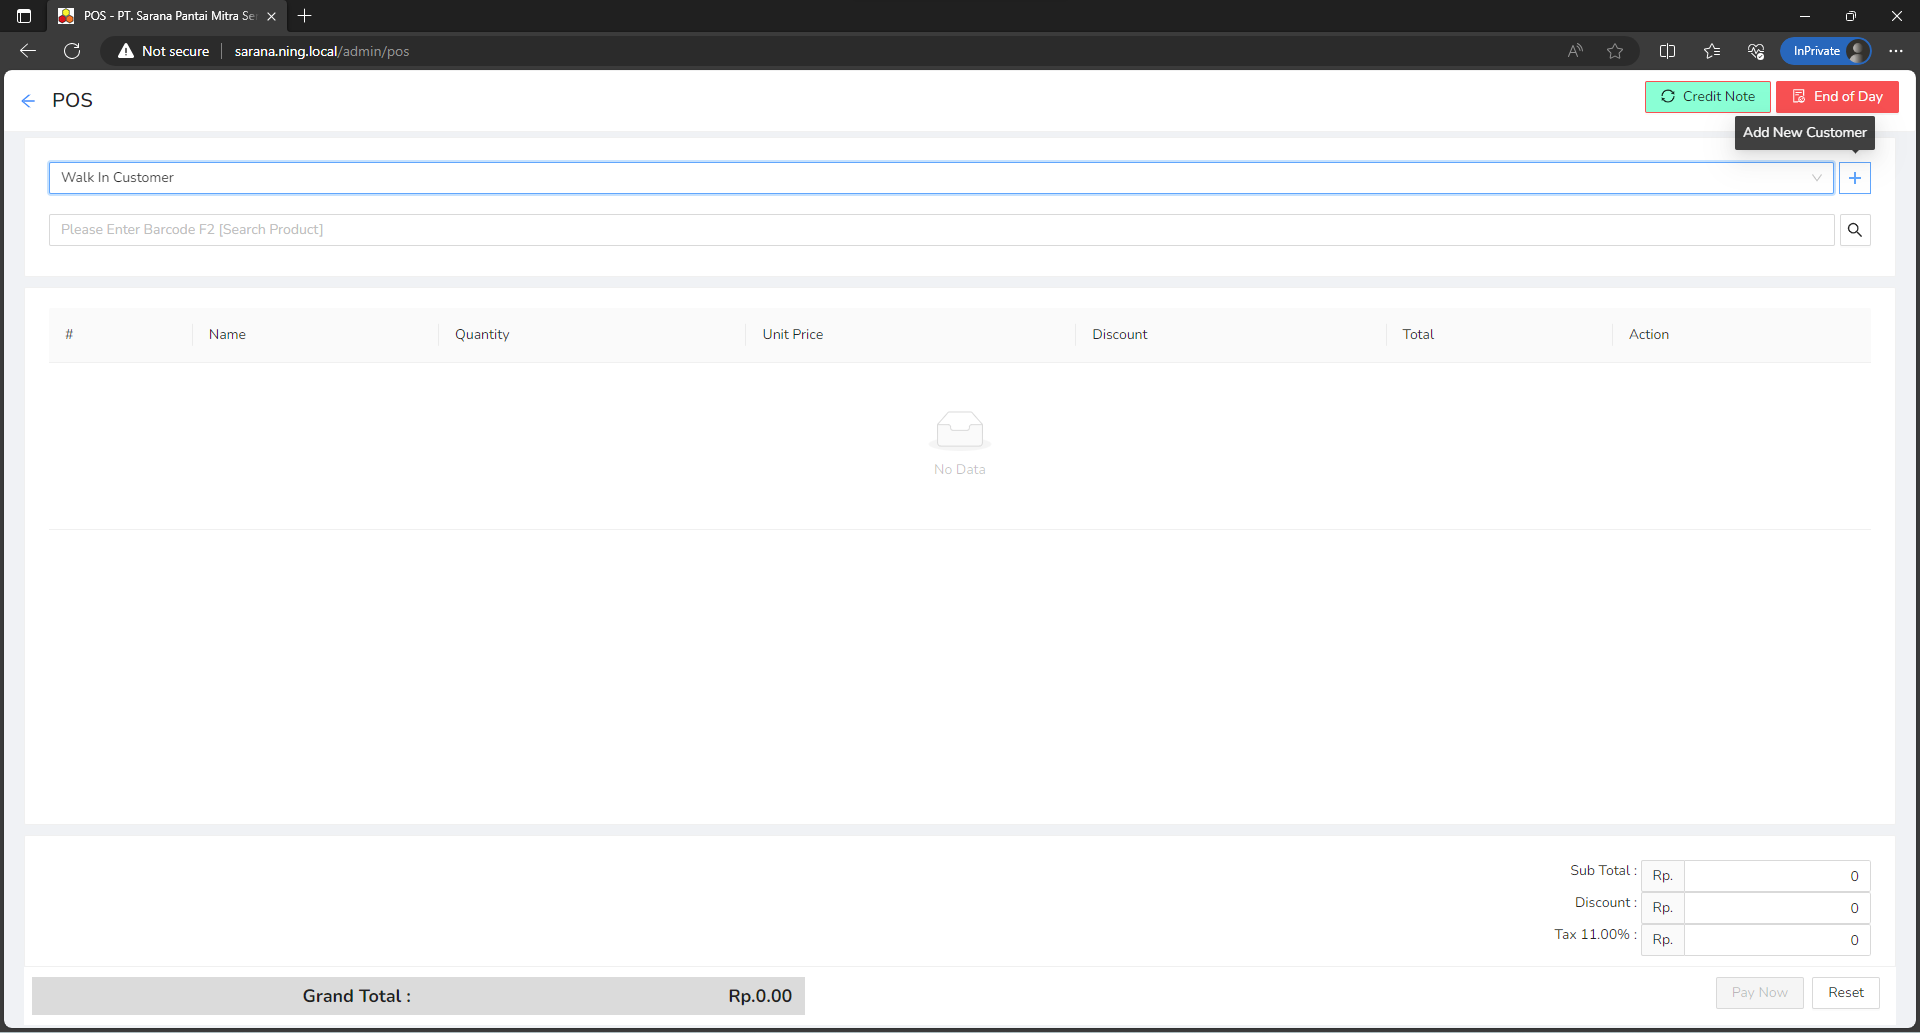 POS - PT. Sarana Pantai Mitra Se
Not secure
sarana.ning.local/admin/pos
InPrivate
POS
Credit Note
End of Day
Add New Customer
Walk In Customer
Please Enter Barcode F2 [Search Product]
# Name Quantity Unit Price Discount Total Action
No Data
Sub Total : Rp. 0
Discount : Rp. 0
Tax 11.00% : Rp. 0
Grand Total : Rp.0.00
Pay Now
Reset